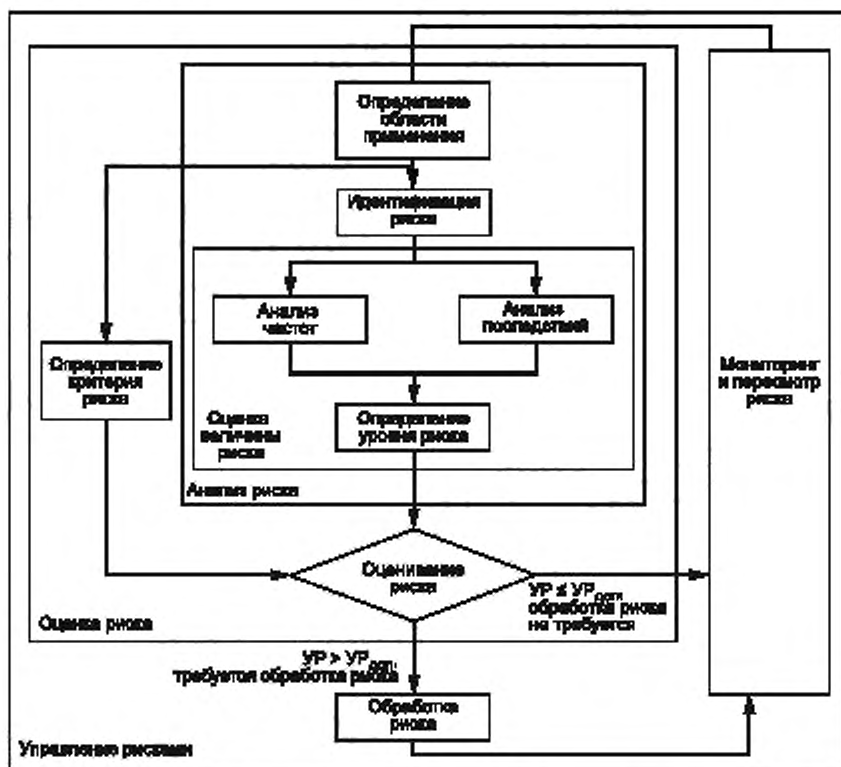 Определение
области
применения
Идентификация
риска
Анализ
частот
Анализ
последствий
Определение
критерия
риска
Оценка
величины
риска
Определение
уровня риска
Анализ риска
Мониторинг
и пересмотр
риска
Оценивание
риска
УР ≤ УРдоп,
обработка риска
не требуется
Оценка риска
УР > УРдоп,
требуется обработка риска
Обработка
риска
Управление рисками